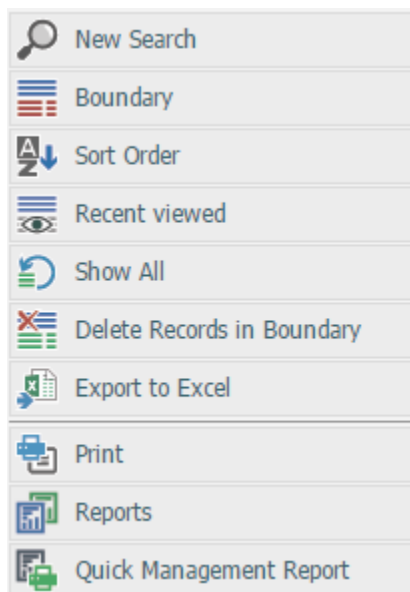 New Search
Boundary
Sort Order
Recent viewed
Show All
Delete Records in Boundary
Export to Excel
Print
Reports
Quick Management Report